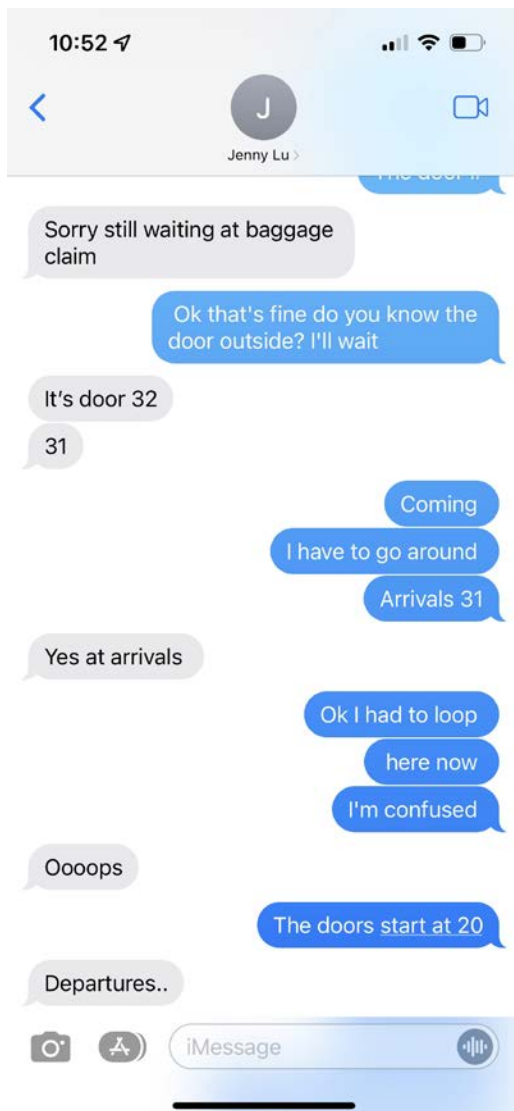 10:52
J
Jenny Lu
Sorry still waiting at baggage
claim
Ok that's fine do you know the
door outside? I'll wait
It's door 32
31
Coming
I have to go around
Arrivals 31
Yes at arrivals
Ok I had to loop
here now
I'm confused
Oooops
The doors start at 20
Departures..
iMessage